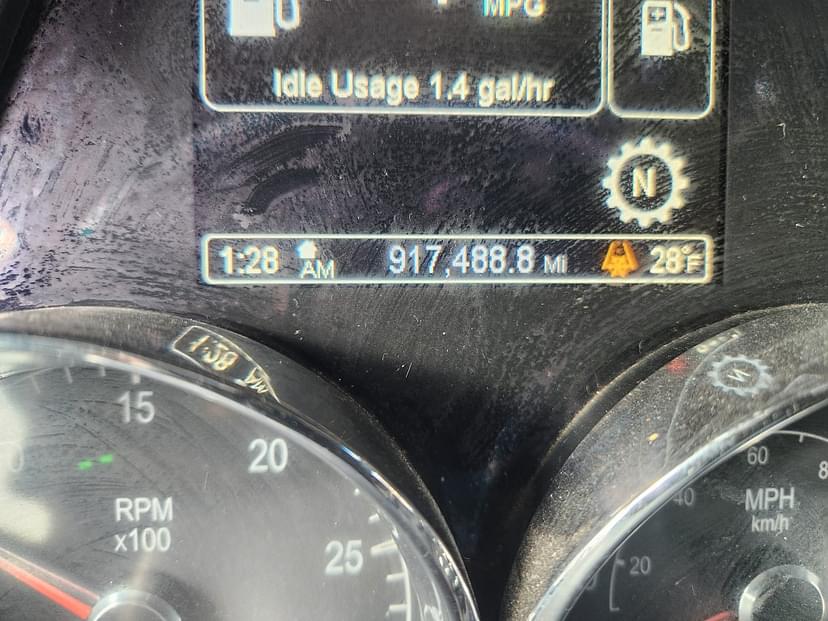 MPG
Idle Usage 1.4 gal/hr
N
1:28 AM 917,488.8 Mi 28°F
15
20
25
RPM
x100
60
40
20
MPH
km/h